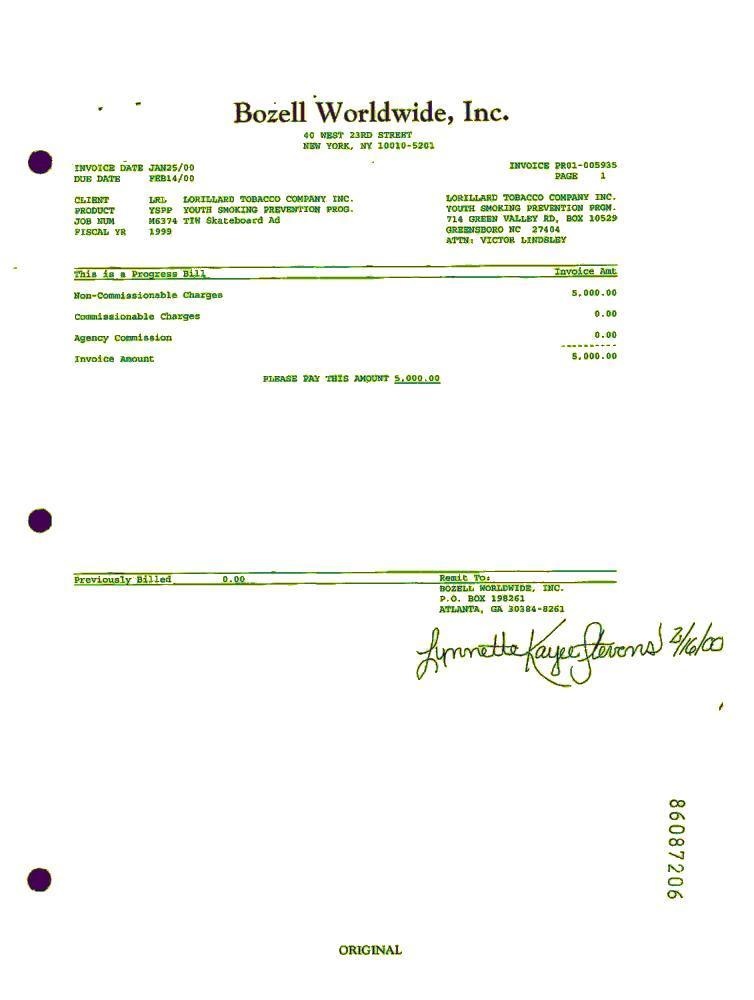 Bozell Worldwide, Inc.
40 WEST 23RD STREET
NEW YORK, NY 10010-5201
INVOICE DATE JAN25/00
DUE DATE FEB14/00
INVOICE PR01-005935
PAGE 1
CLIENT LRL LORILLARD TOBACCO COMPANY INC.
PRODUCT YSPP YOUTH SMOKING PREVENTION PROG.
JOB NUM M6374 TIW Skateboard Ad
FISCAL YR 1999
LORILLARD TOBACCO COMPANY INC.
YOUTH SMOKING PREVENTION PRGM.
714 GREEN VALLEY RD, BOX 10529
GREENSBORO NC 27404
ATTN: VICTOR LINDSLEY
This is a Progress Bill Invoice Amt
Non-Commissionable Charges 5,000.00
Commissionable Charges 0.00
Agency Commission 0.00
----------
Invoice Amount 5,000.00
PLEASE PAY THIS AMOUNT 5,000.00
Previously Billed 0.00
Remit To:
BOZELL WORLDWIDE, INC.
P.O. BOX 198261
ATLANTA, GA 30384-8261
Lynnette Kayee Stevens 2/16/00
86087206
ORIGINAL